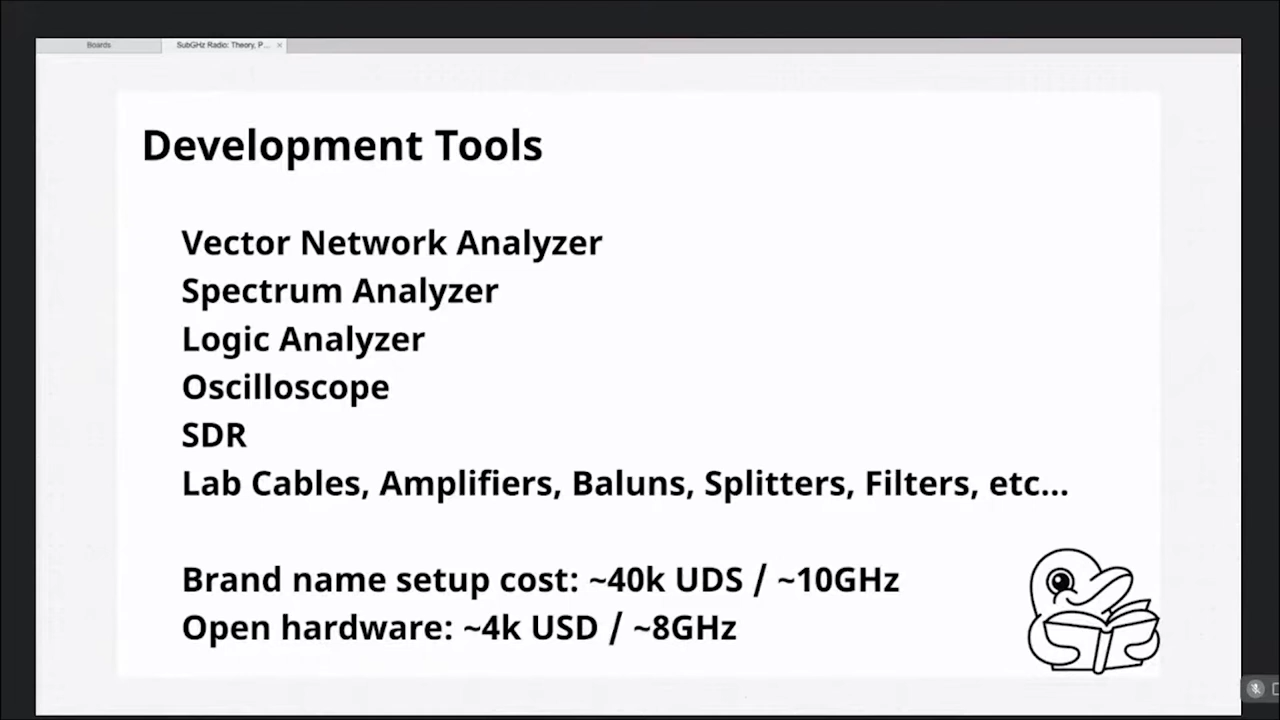 Boards
SubGHz Radio: Theory, P...
Development Tools
Vector Network Analyzer
Spectrum Analyzer
Logic Analyzer
Oscilloscope
SDR
Lab Cables, Amplifiers, Baluns, Splitters, Filters, etc...
Brand name setup cost: ~40k UDS / ~10GHz
Open hardware: ~4k USD / ~8GHz